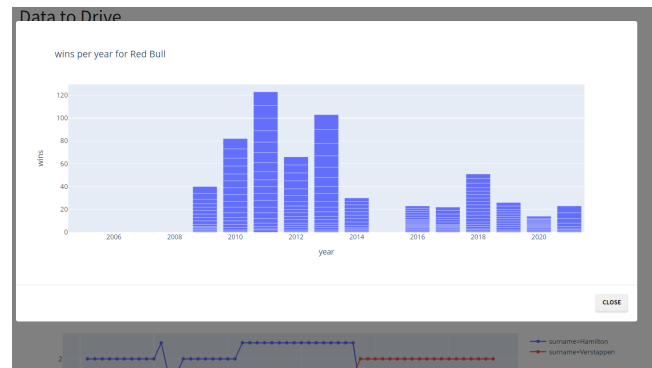 Data to Drive
wins per year for Red Bull
120
100
80
60
40
20
0
wins
2006 2008 2010 2012 2014 2016 2018 2020
year
CLOSE
surname=Hamilton
surname=Verstappen
2